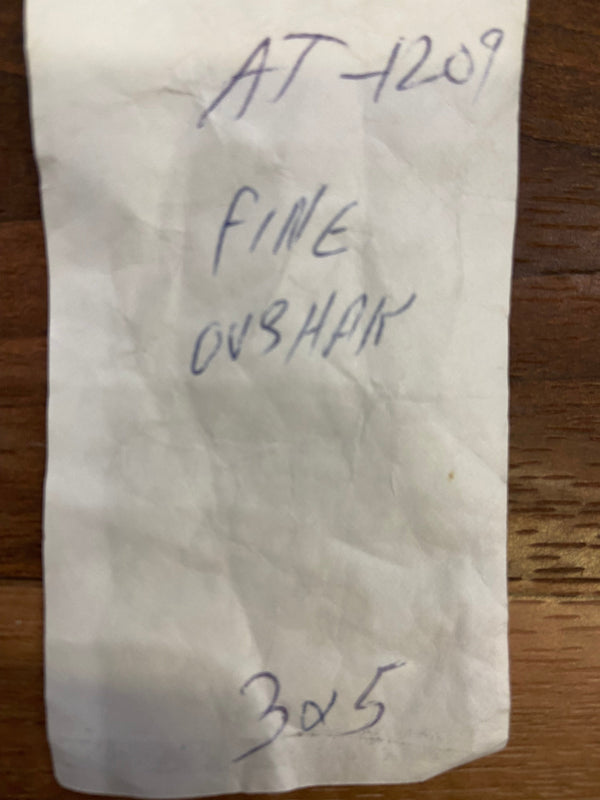 AT-1209
FINE
OUSHAK
3x5